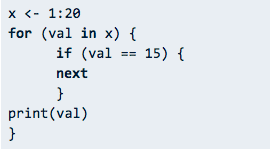 x <- 1:20
for (val in x) {
      if (val == 15) {
      next
      }
print(val)
}